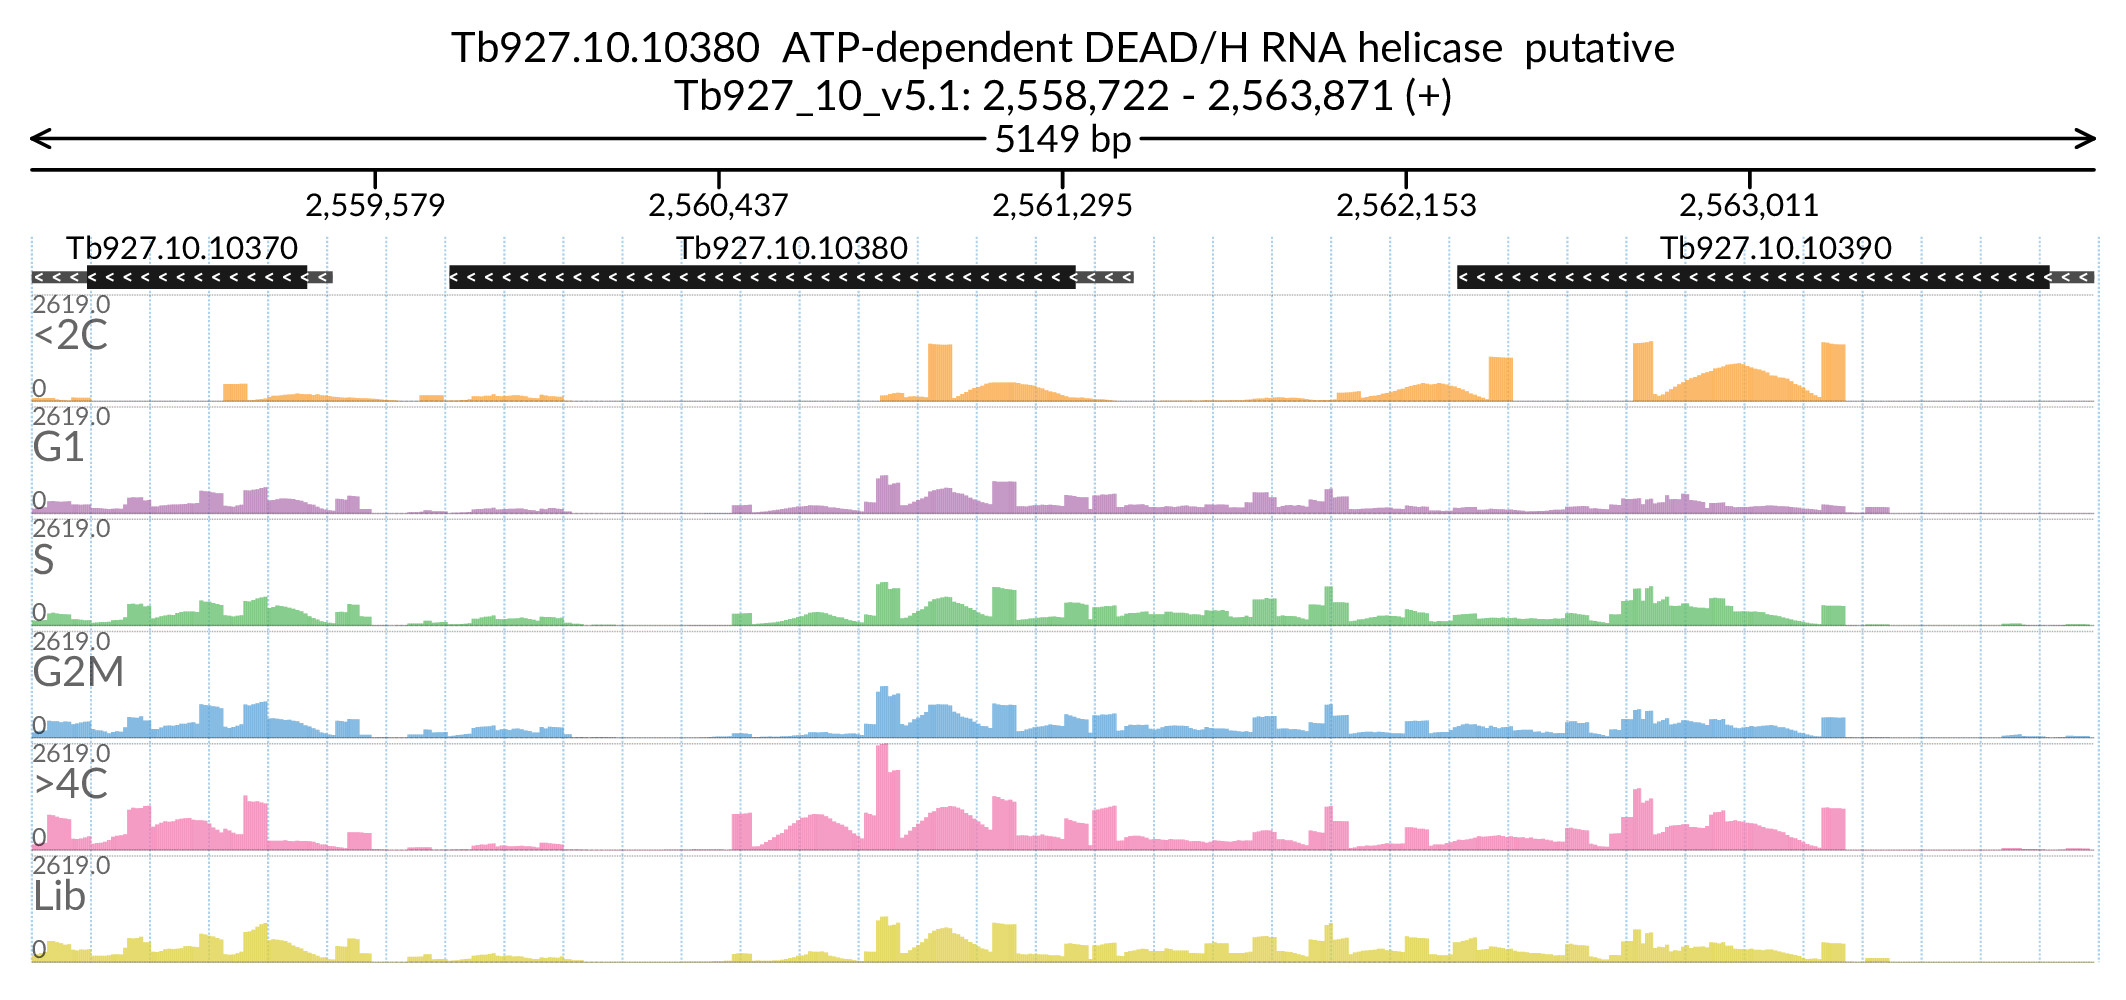 Tb927.10.10380 ATP-dependent DEAD/H RNA helicase putative
Tb927_10_v5.1: 2,558,722 - 2,563,871 (+)
5149 bp
2,559,579 2,560,437 2,561,295 2,562,153 2,563,011
Tb927.10.10370 Tb927.10.10380 Tb927.10.10390
2619.0
<2C
0
2619.0
G1
0
2619.0
S
0
2619.0
G2M
0
2619.0
>4C
0
2619.0
Lib
0